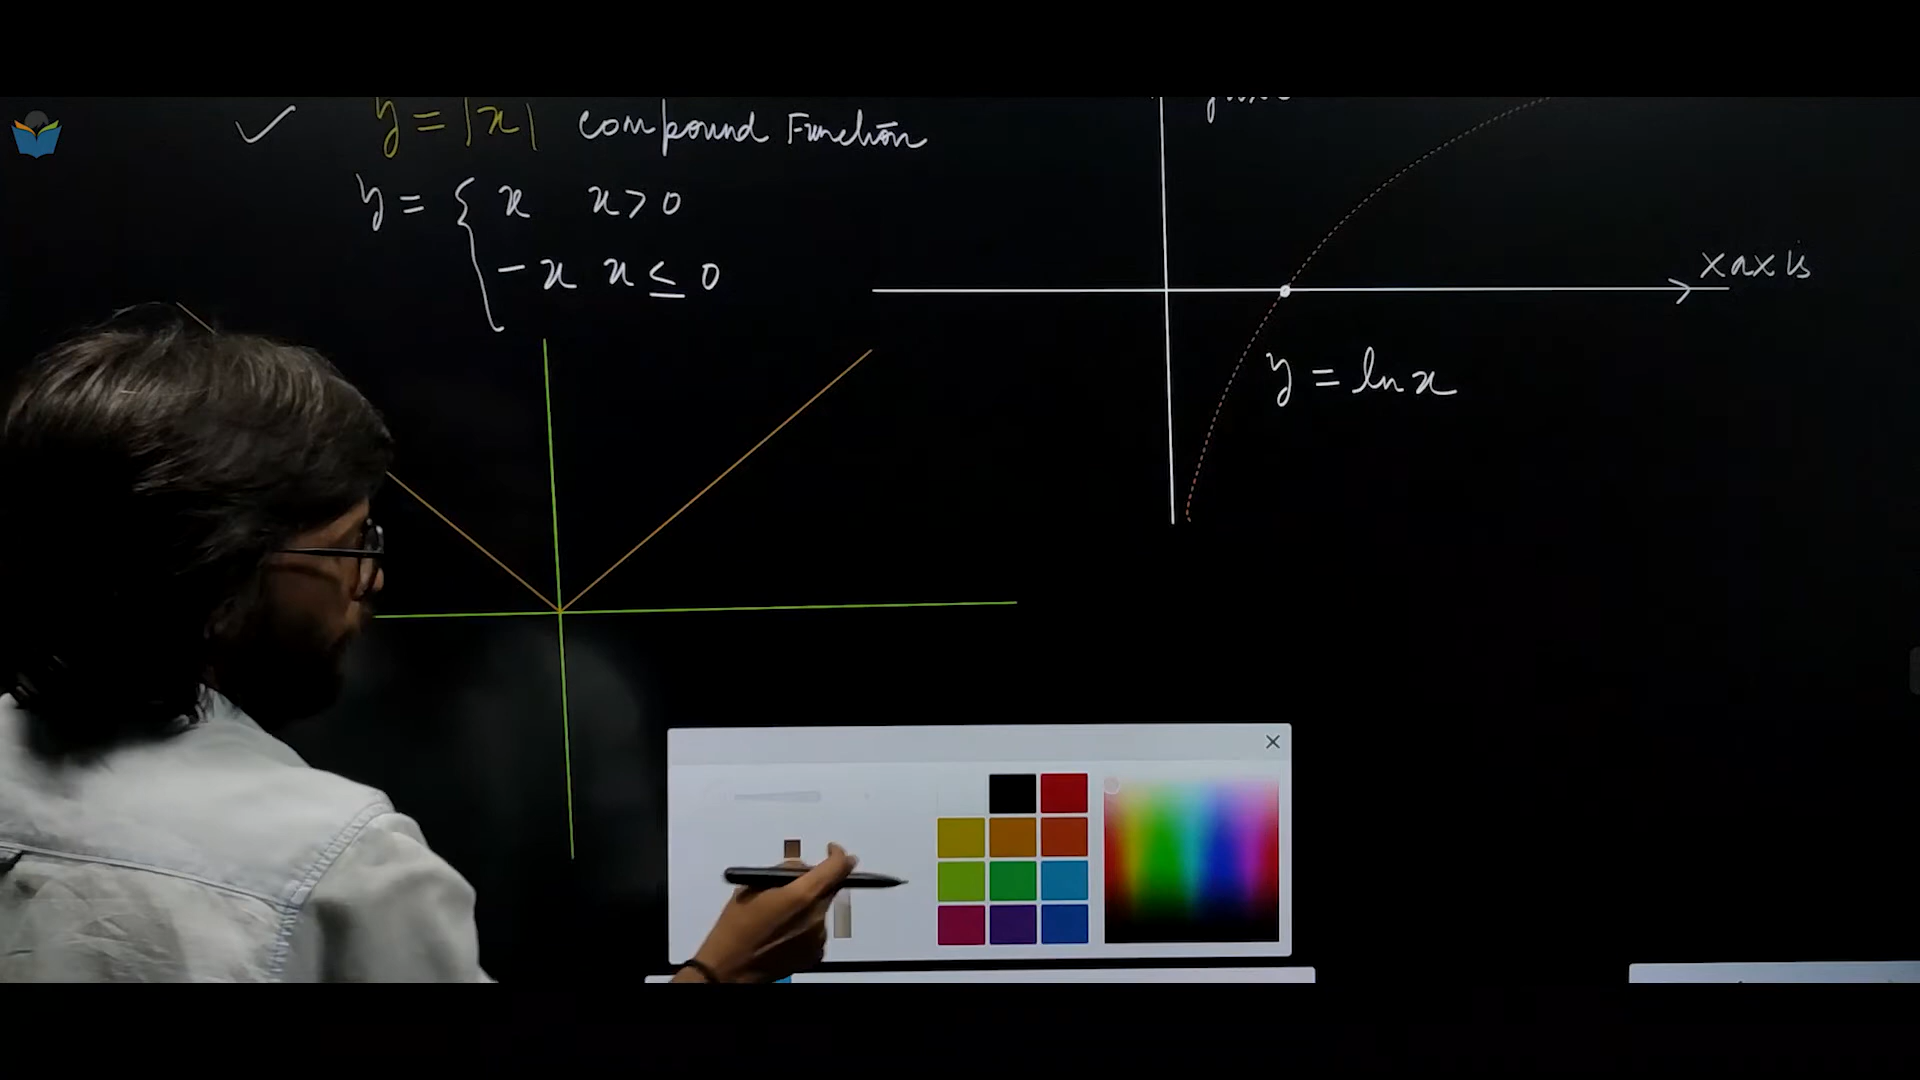 y = |x| compound Function
y = { x x > 0
-x x ≤ 0
x axis
y = ln x